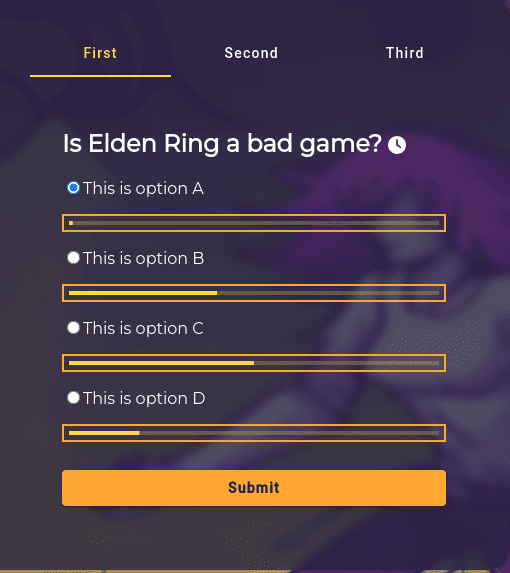 First Second Third
Is Elden Ring a bad game?
This is option A
This is option B
This is option C
This is option D
Submit